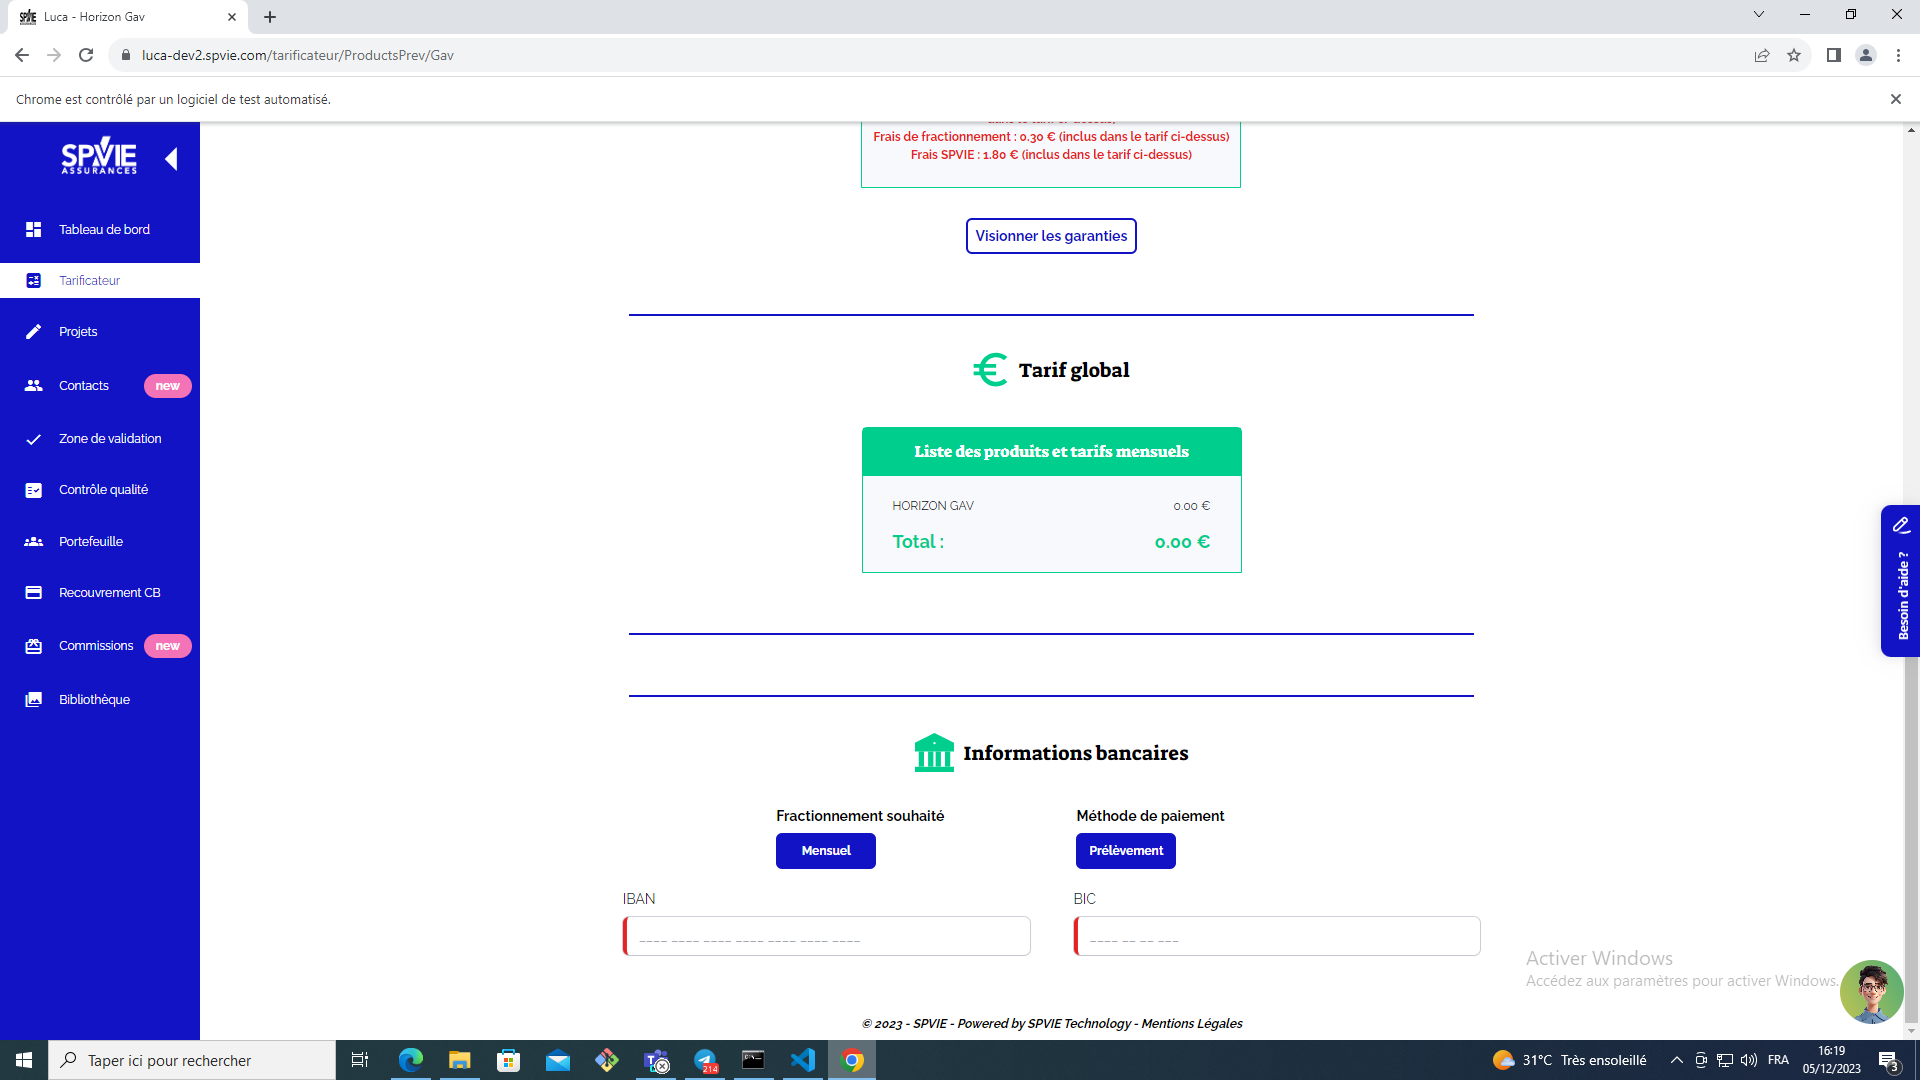 Luca - Horizon Gav
luca-dev2.spvie.com/tarificateur/ProductsPrev/Gav
Chrome est contrôlé par un logiciel de test automatisé.
SPVIE
ASSURANCES
Tableau de bord
Tarificateur
Projets
Contacts new
Zone de validation
Contrôle qualité
Portefeuille
Recouvrement CB
Commissions new
Bibliothèque
Frais de fractionnement : 0.30 € (inclus dans le tarif ci-dessus)
Frais SPVIE : 1.80 € (inclus dans le tarif ci-dessus)
Visionner les garanties
Tarif global
Liste des produits et tarifs mensuels
HORIZON GAV 0.00 €
Total : 0.00 €
Informations bancaires
Fractionnement souhaité
Mensuel
Méthode de paiement
Prélèvement
IBAN
____ ____ ____ ____ ____ ____ ____
BIC
____ __ __ ___
© 2023 - SPVIE - Powered by SPVIE Technology - Mentions Légales
Besoin d'aide ?
Activer Windows
Accédez aux paramètres pour activer Windows.
Taper ici pour rechercher
214
31°C Très ensoleillé
FRA
16:19
05/12/2023
3